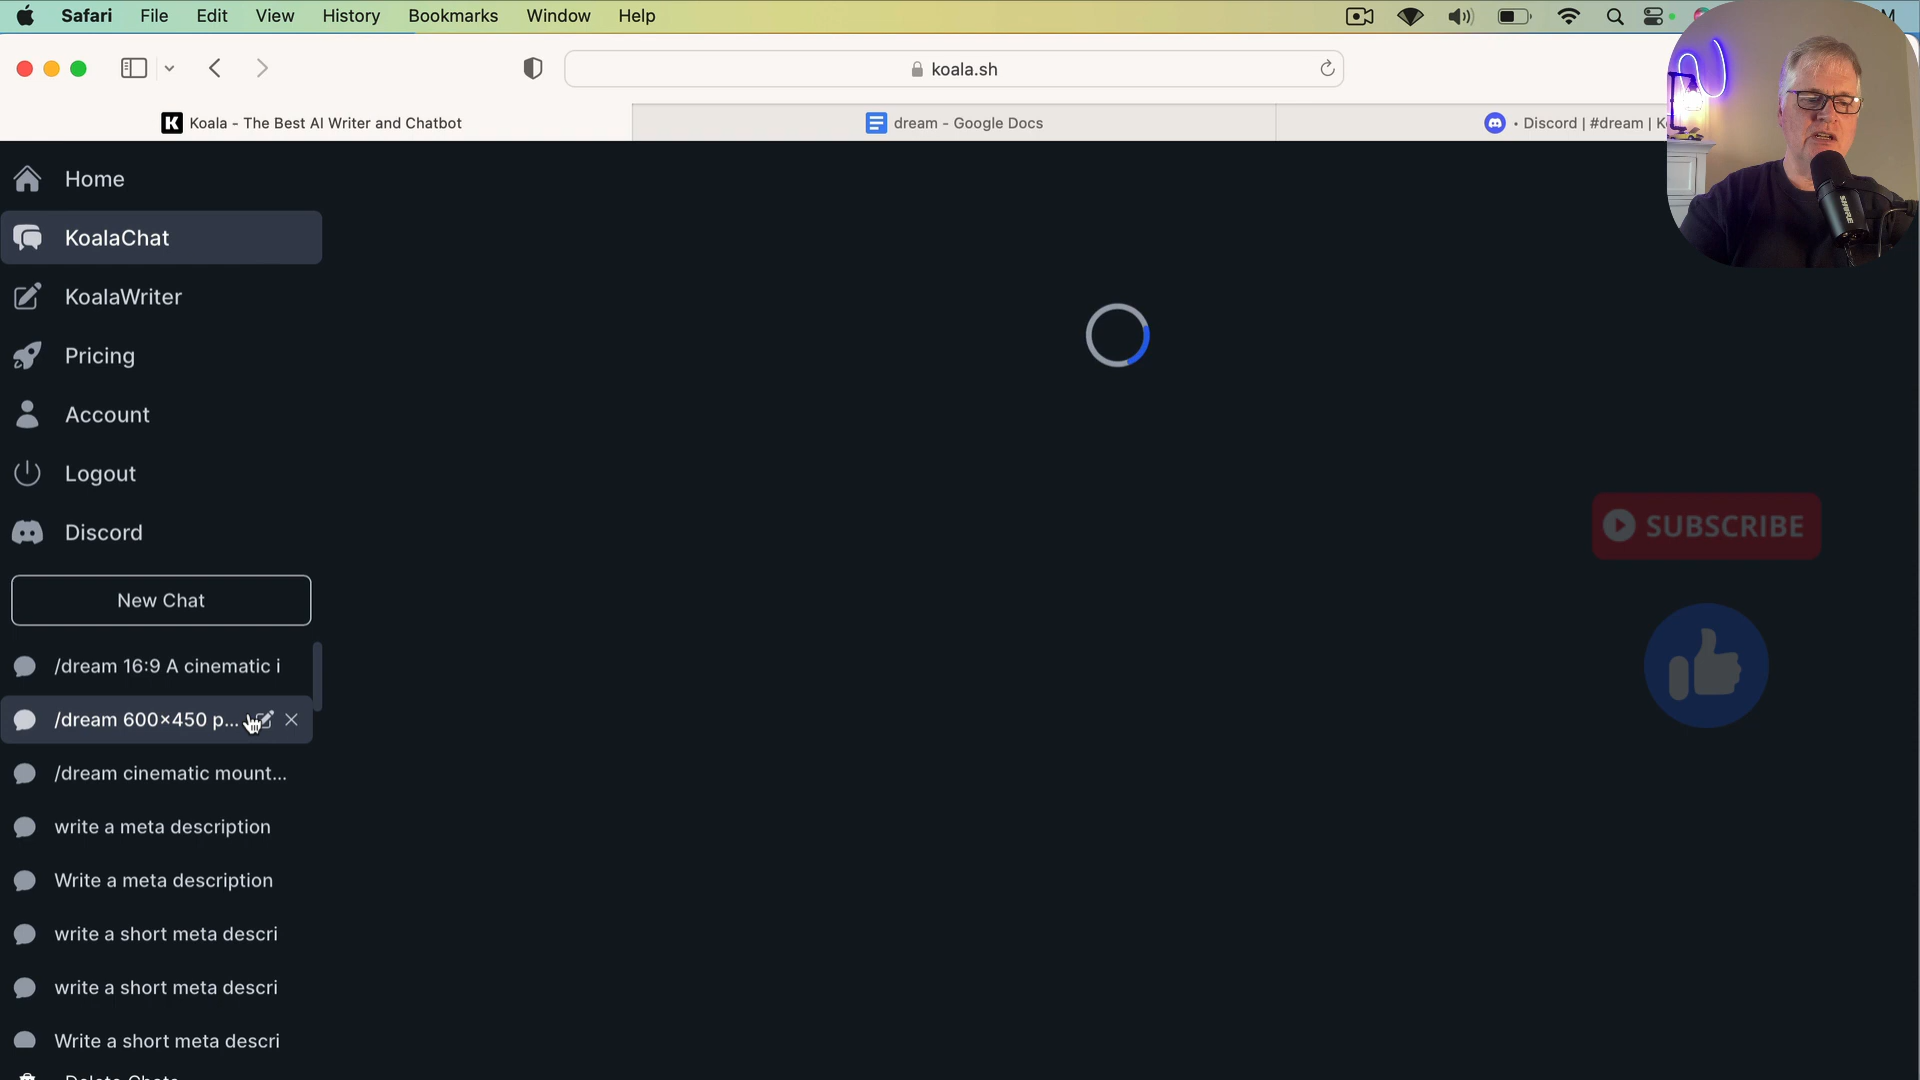 Safari File Edit View History Bookmarks Window Help
koala.sh
Koala - The Best AI Writer and Chatbot
dream - Google Docs
• Discord | #dream | K
Home
KoalaChat
KoalaWriter
Pricing
Account
Logout
Discord
New Chat
/dream 16:9 A cinematic i
/dream 600×450 p...
/dream cinematic mount...
write a meta description
Write a meta description
write a short meta descri
write a short meta descri
Write a short meta descri
Delete Chats
SUBSCRIBE
SHURE